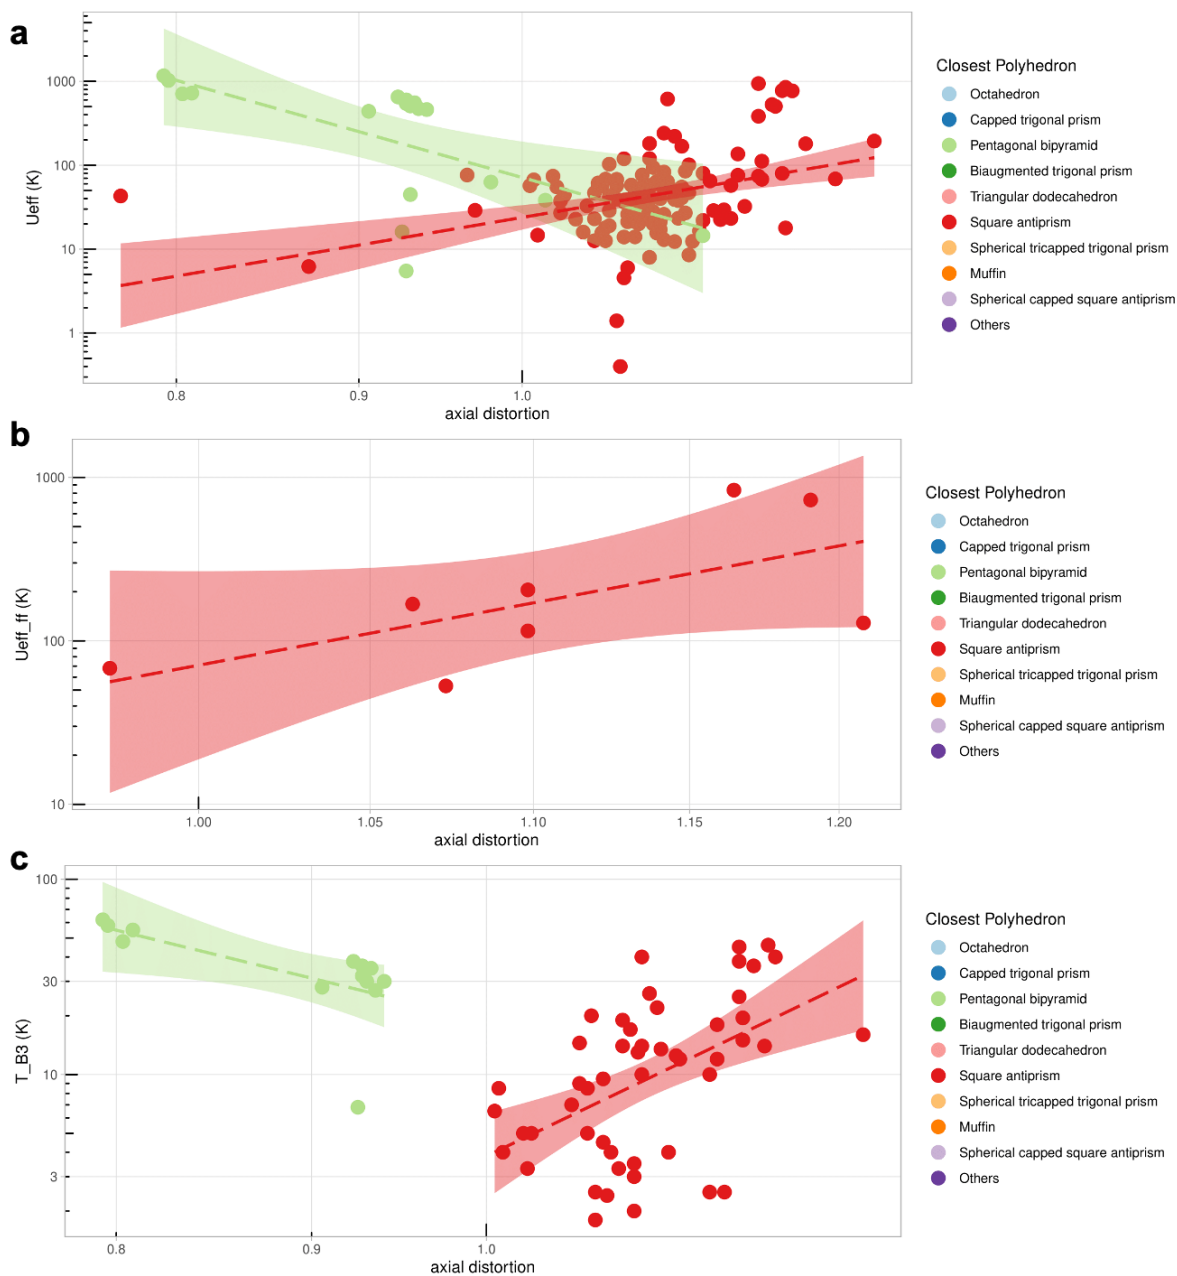 a
1000
100
10
1
Ueff (K)
0.8 0.9 1.0
axial distortion
Closest Polyhedron
Octahedron
Capped trigonal prism
Pentagonal bipyramid
Biaugmented trigonal prism
Triangular dodecahedron
Square antiprism
Spherical tricapped trigonal prism
Muffin
Spherical capped square antiprism
Others
b
1000
100
10
Ueff_ff (K)
1.00 1.05 1.10 1.15 1.20
axial distortion
Closest Polyhedron
Octahedron
Capped trigonal prism
Pentagonal bipyramid
Biaugmented trigonal prism
Triangular dodecahedron
Square antiprism
Spherical tricapped trigonal prism
Muffin
Spherical capped square antiprism
Others
c
100
30
10
3
T_B3 (K)
0.8 0.9 1.0
axial distortion
Closest Polyhedron
Octahedron
Capped trigonal prism
Pentagonal bipyramid
Biaugmented trigonal prism
Triangular dodecahedron
Square antiprism
Spherical tricapped trigonal prism
Muffin
Spherical capped square antiprism
Others